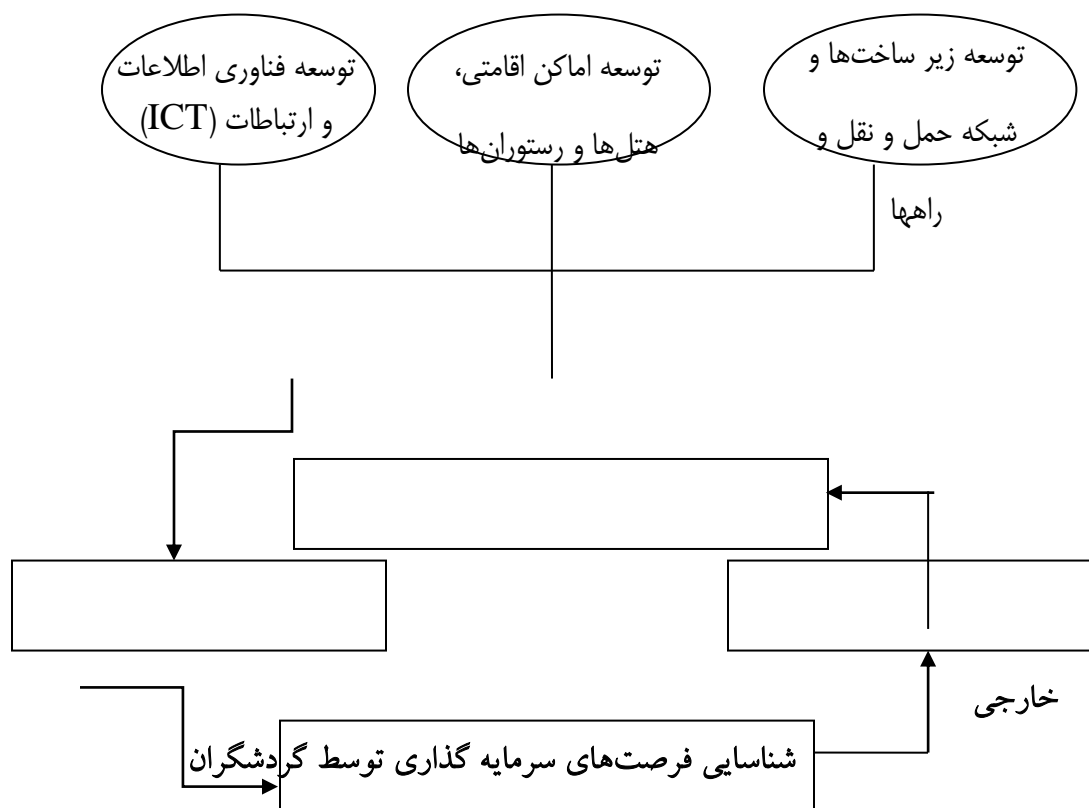 توسعه زیر ساخت‌ها و
شبکه حمل و نقل و
راهها
توسعه اماکن اقامتی،
هتل‌ها و رستوران‌ها
توسعه فناوری اطلاعات
و ارتباطات (ICT)
خارجی
شناسایی فرصت‌های سرمایه گذاری توسط گردشگران